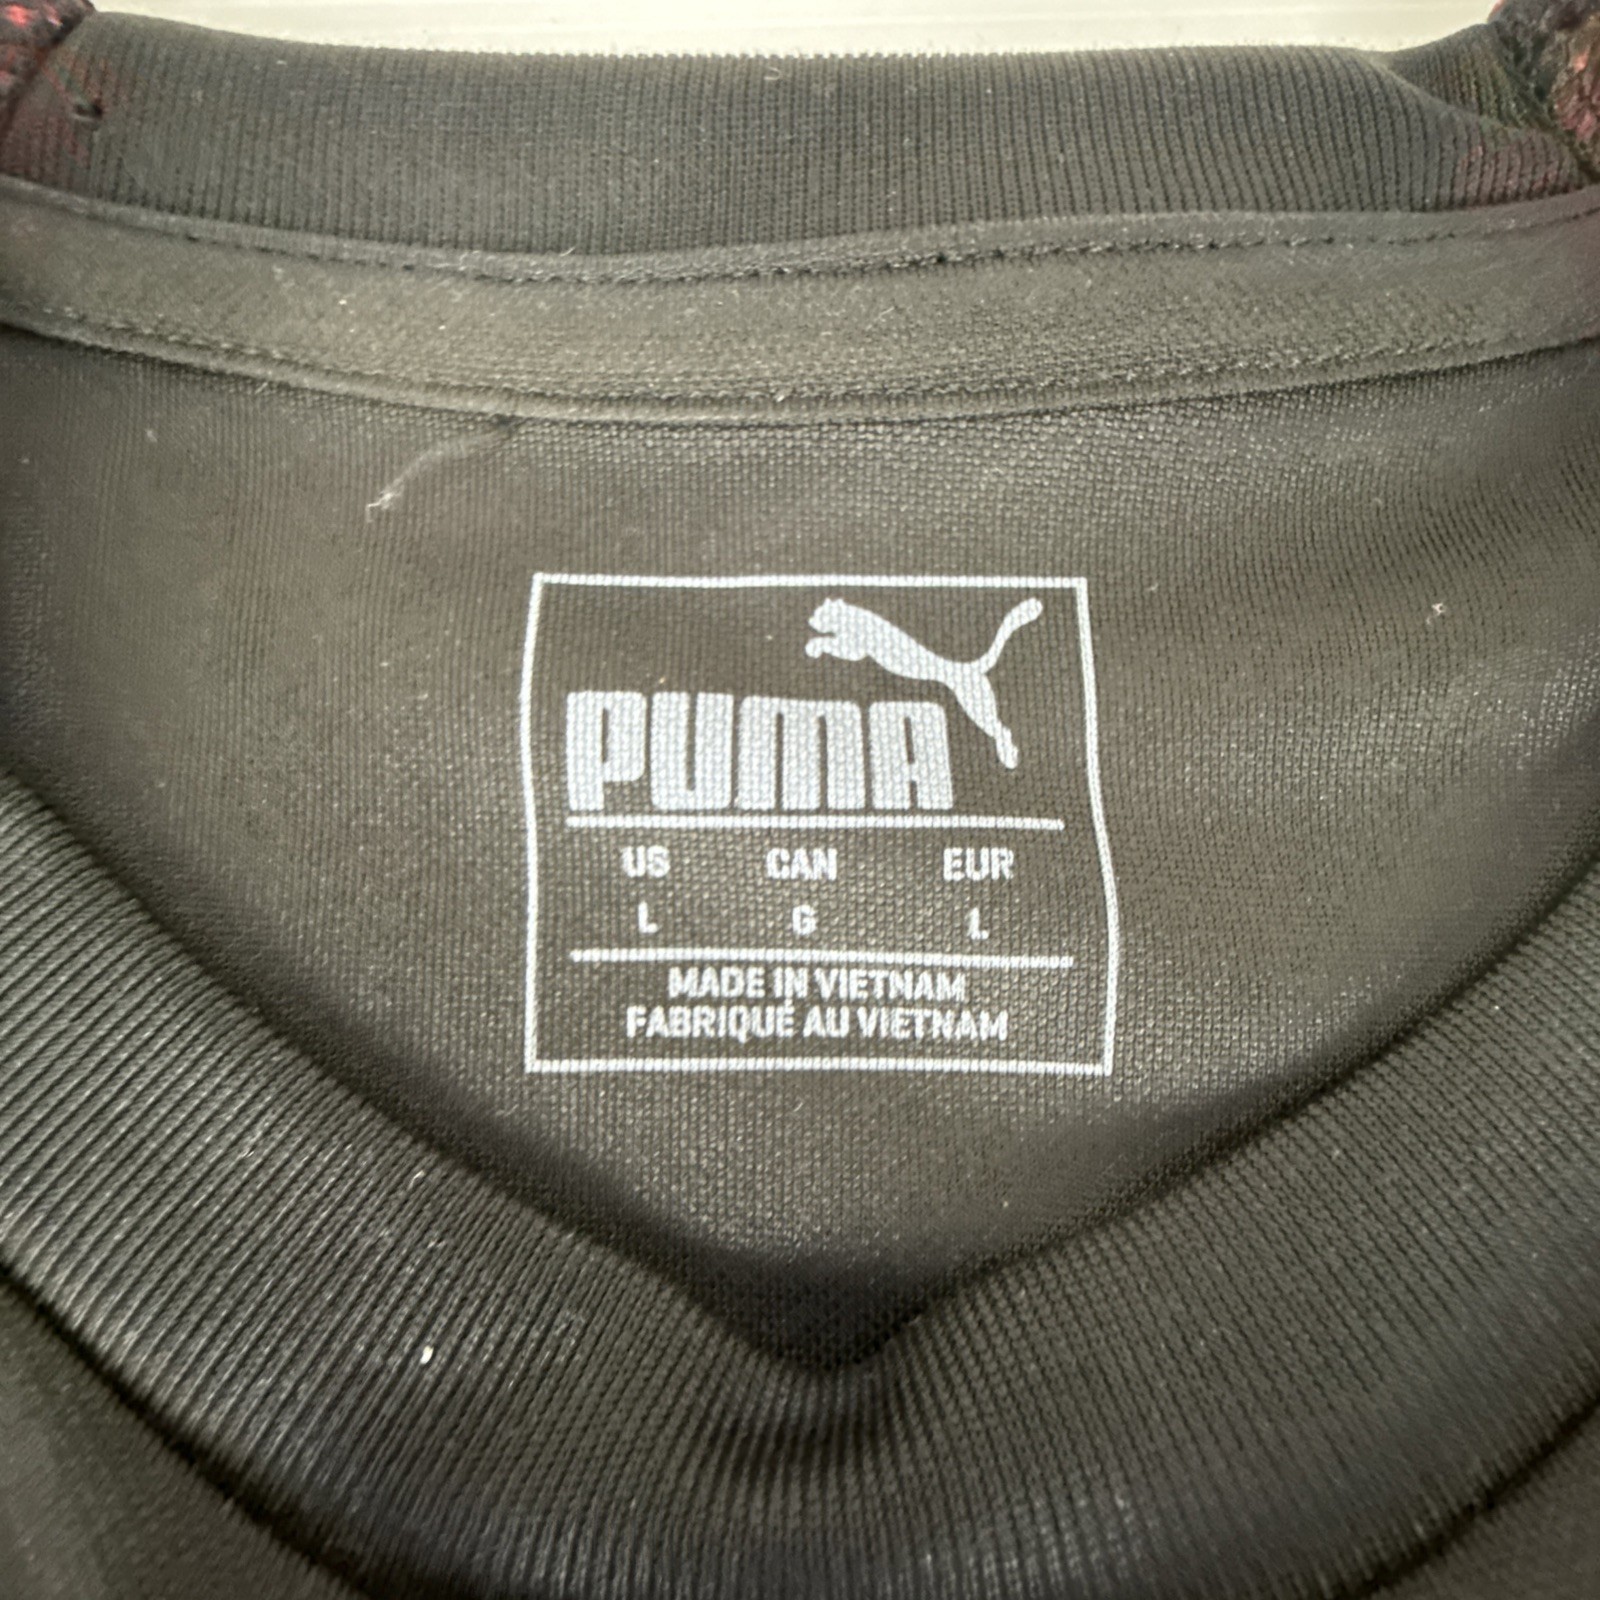 PUMA
US CAN EUR
L G L
MADE IN VIETNAM
FABRIQUÉ AU VIETNAM